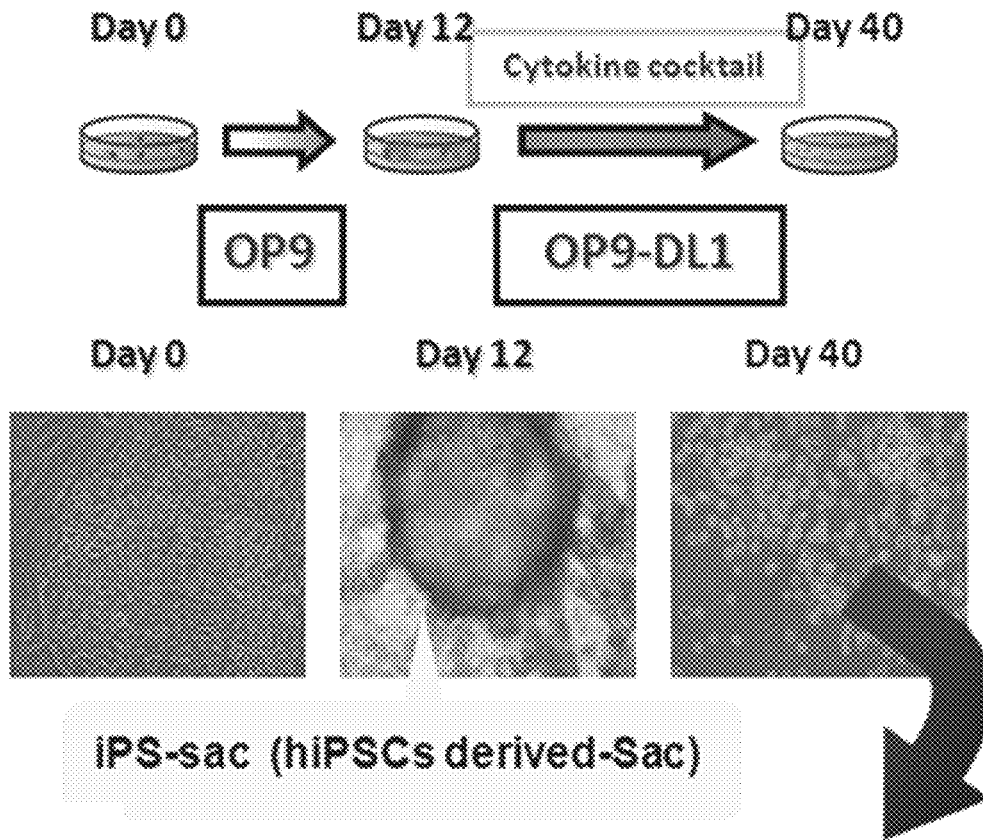 Day 0
Day 12
Day 40
Cytokine cocktail
OP9
OP9-DL1
Day 0
Day 12
Day 40
iPS-sac (hiPSCs derived-Sac)